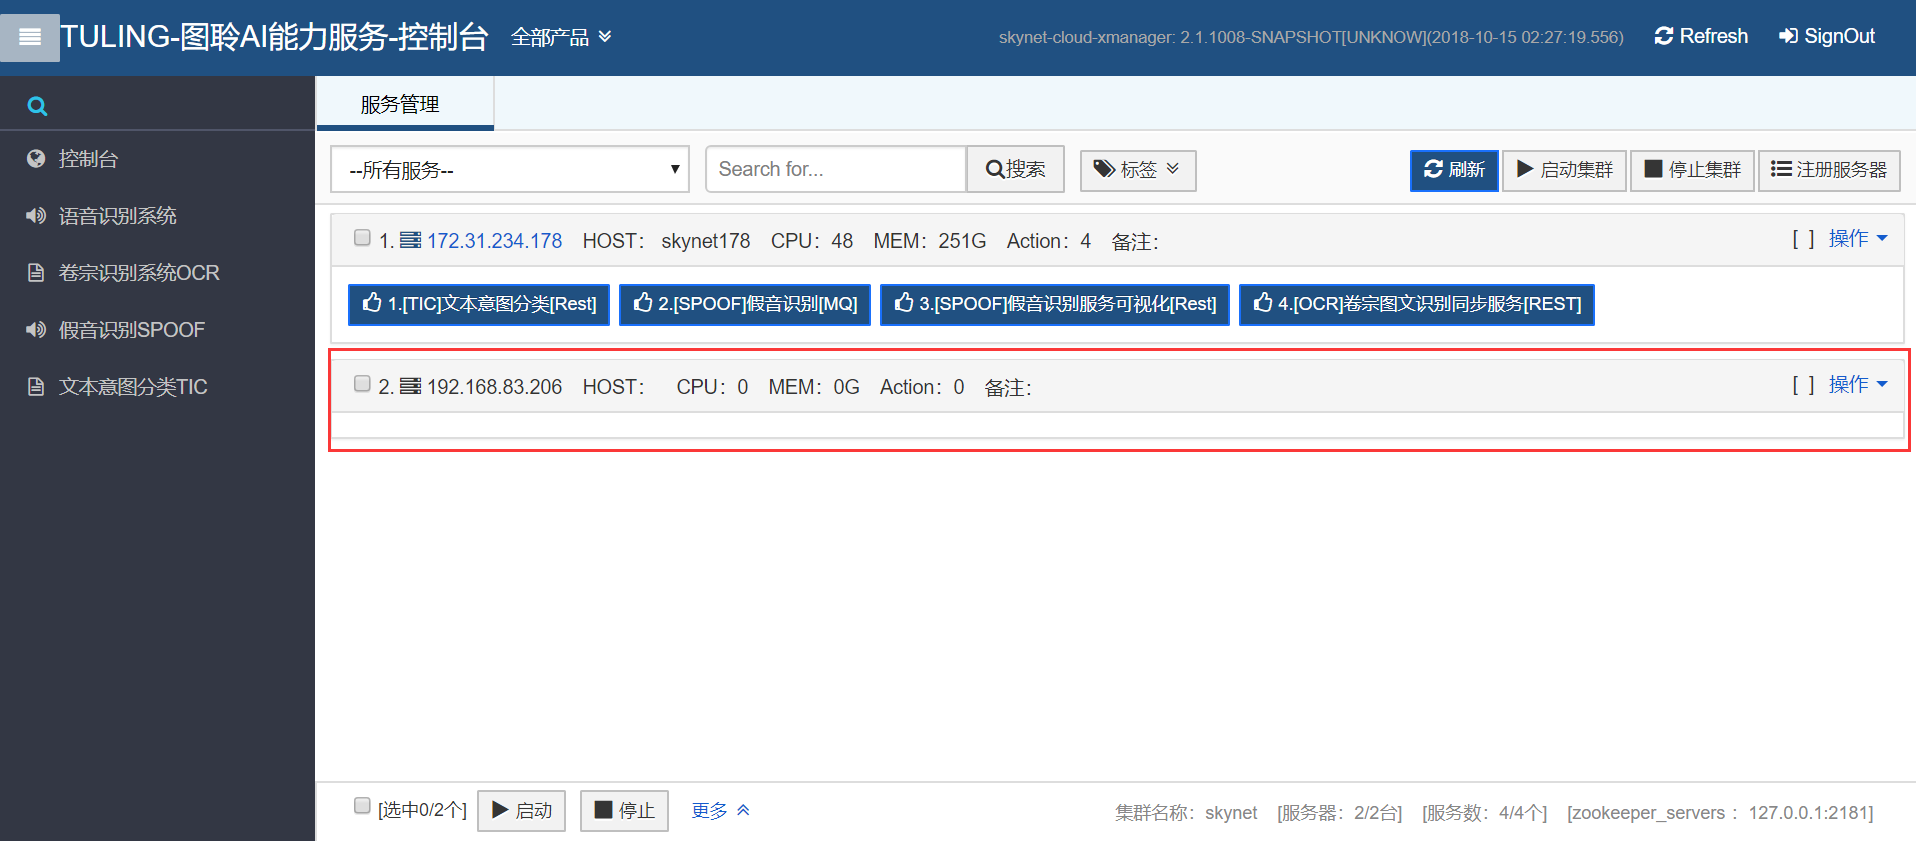 TULING-图聆AI能力服务-控制台 全部产品 skynet-cloud-xmanager: 2.1.1008-SNAPSHOT[UNKNOW](2018-10-15 02:27:19.556) Refresh SignOut
控制台
语音识别系统
卷宗识别系统OCR
假音识别SPOOF
文本意图分类TIC
服务管理
--所有服务-- Search for... 搜索 标签 刷新 启动集群 停止集群 注册服务器
1. 172.31.234.178 HOST： skynet178 CPU：48 MEM：251G Action：4 备注： [ ] 操作
1.[TIC]文本意图分类[Rest] 2.[SPOOF]假音识别[MQ] 3.[SPOOF]假音识别服务可视化[Rest] 4.[OCR]卷宗图文识别同步服务[REST]
2. 192.168.83.206 HOST： CPU：0 MEM：0G Action：0 备注： [ ] 操作
[选中0/2个] 启动 停止 更多 集群名称：skynet [服务器：2/2台] [服务数：4/4个] [zookeeper_servers：127.0.0.1:2181]